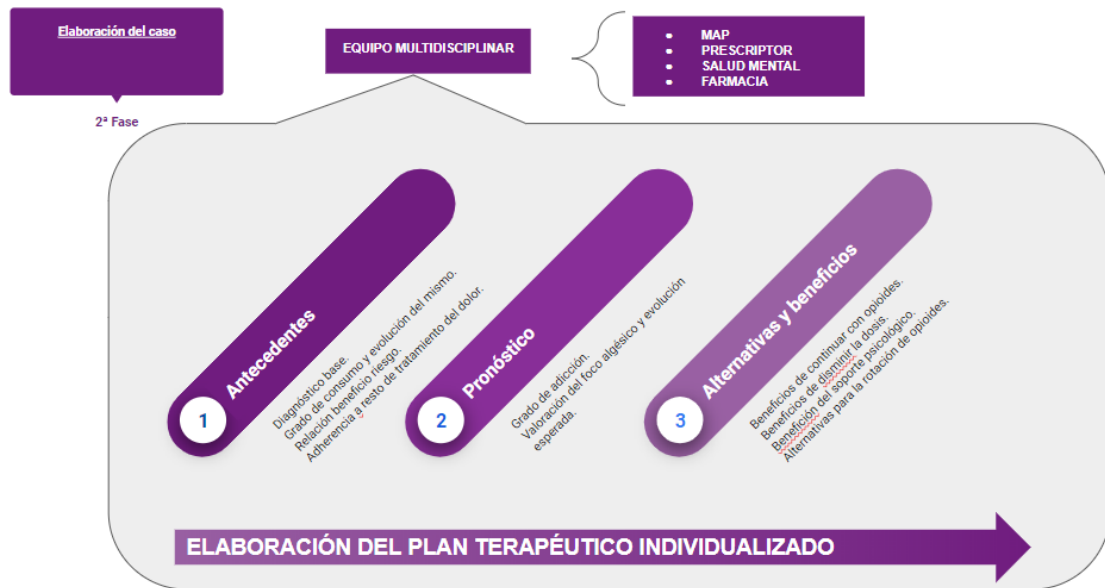 Elaboración del caso
2ª Fase
EQUIPO MULTIDISCIPLINAR
MAP
PRESCRIPTOR
SALUD MENTAL
FARMACIA
1
Antecedentes
Diagnóstico base.
Grado de consumo y evolución del mismo.
Relación beneficio riesgo.
Adherencia a resto de tratamiento del dolor.
2
Pronóstico
Grado de adicción.
Valoración del foco algésico y evolución
esperada.
3
Alternativas y beneficios
Beneficios de continuar con opioides.
Beneficios de disminir la dosis.
Benefición del soporte psicológico.
Alternativas para la rotación de opioides.
ELABORACIÓN DEL PLAN TERAPÉUTICO INDIVIDUALIZADO